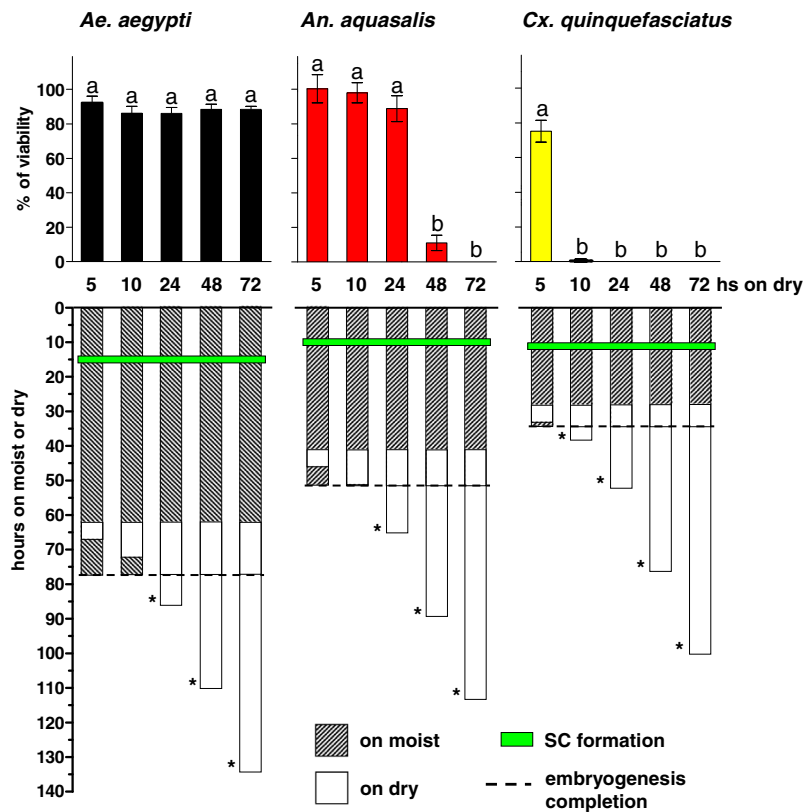 Ae. aegypti An. aquasalis Cx. quinquefasciatus
% of viability
100
80
60
40
20
0
a a a a a
a a a b b
a b b b b
5 10 24 48 72 5 10 24 48 72 5 10 24 48 72 hs on dry
hours on moist or dry
0
10
20
30
40
50
60
70
80
90
100
110
120
130
140
* * *
* * *
* * * *
on moist
on dry
SC formation
embryogenesis
completion